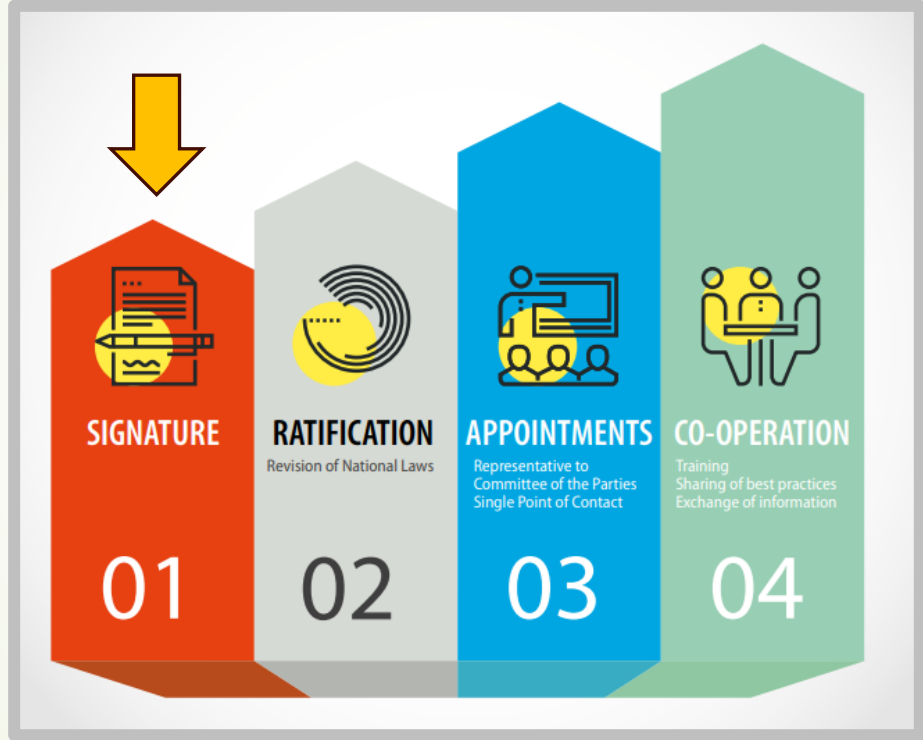 SIGNATURE
01
RATIFICATION
Revision of National Laws
02
APPOINTMENTS
Representative to
Committee of the Parties
Single Point of Contact
03
CO-OPERATION
Training
Sharing of best practices
Exchange of information
04